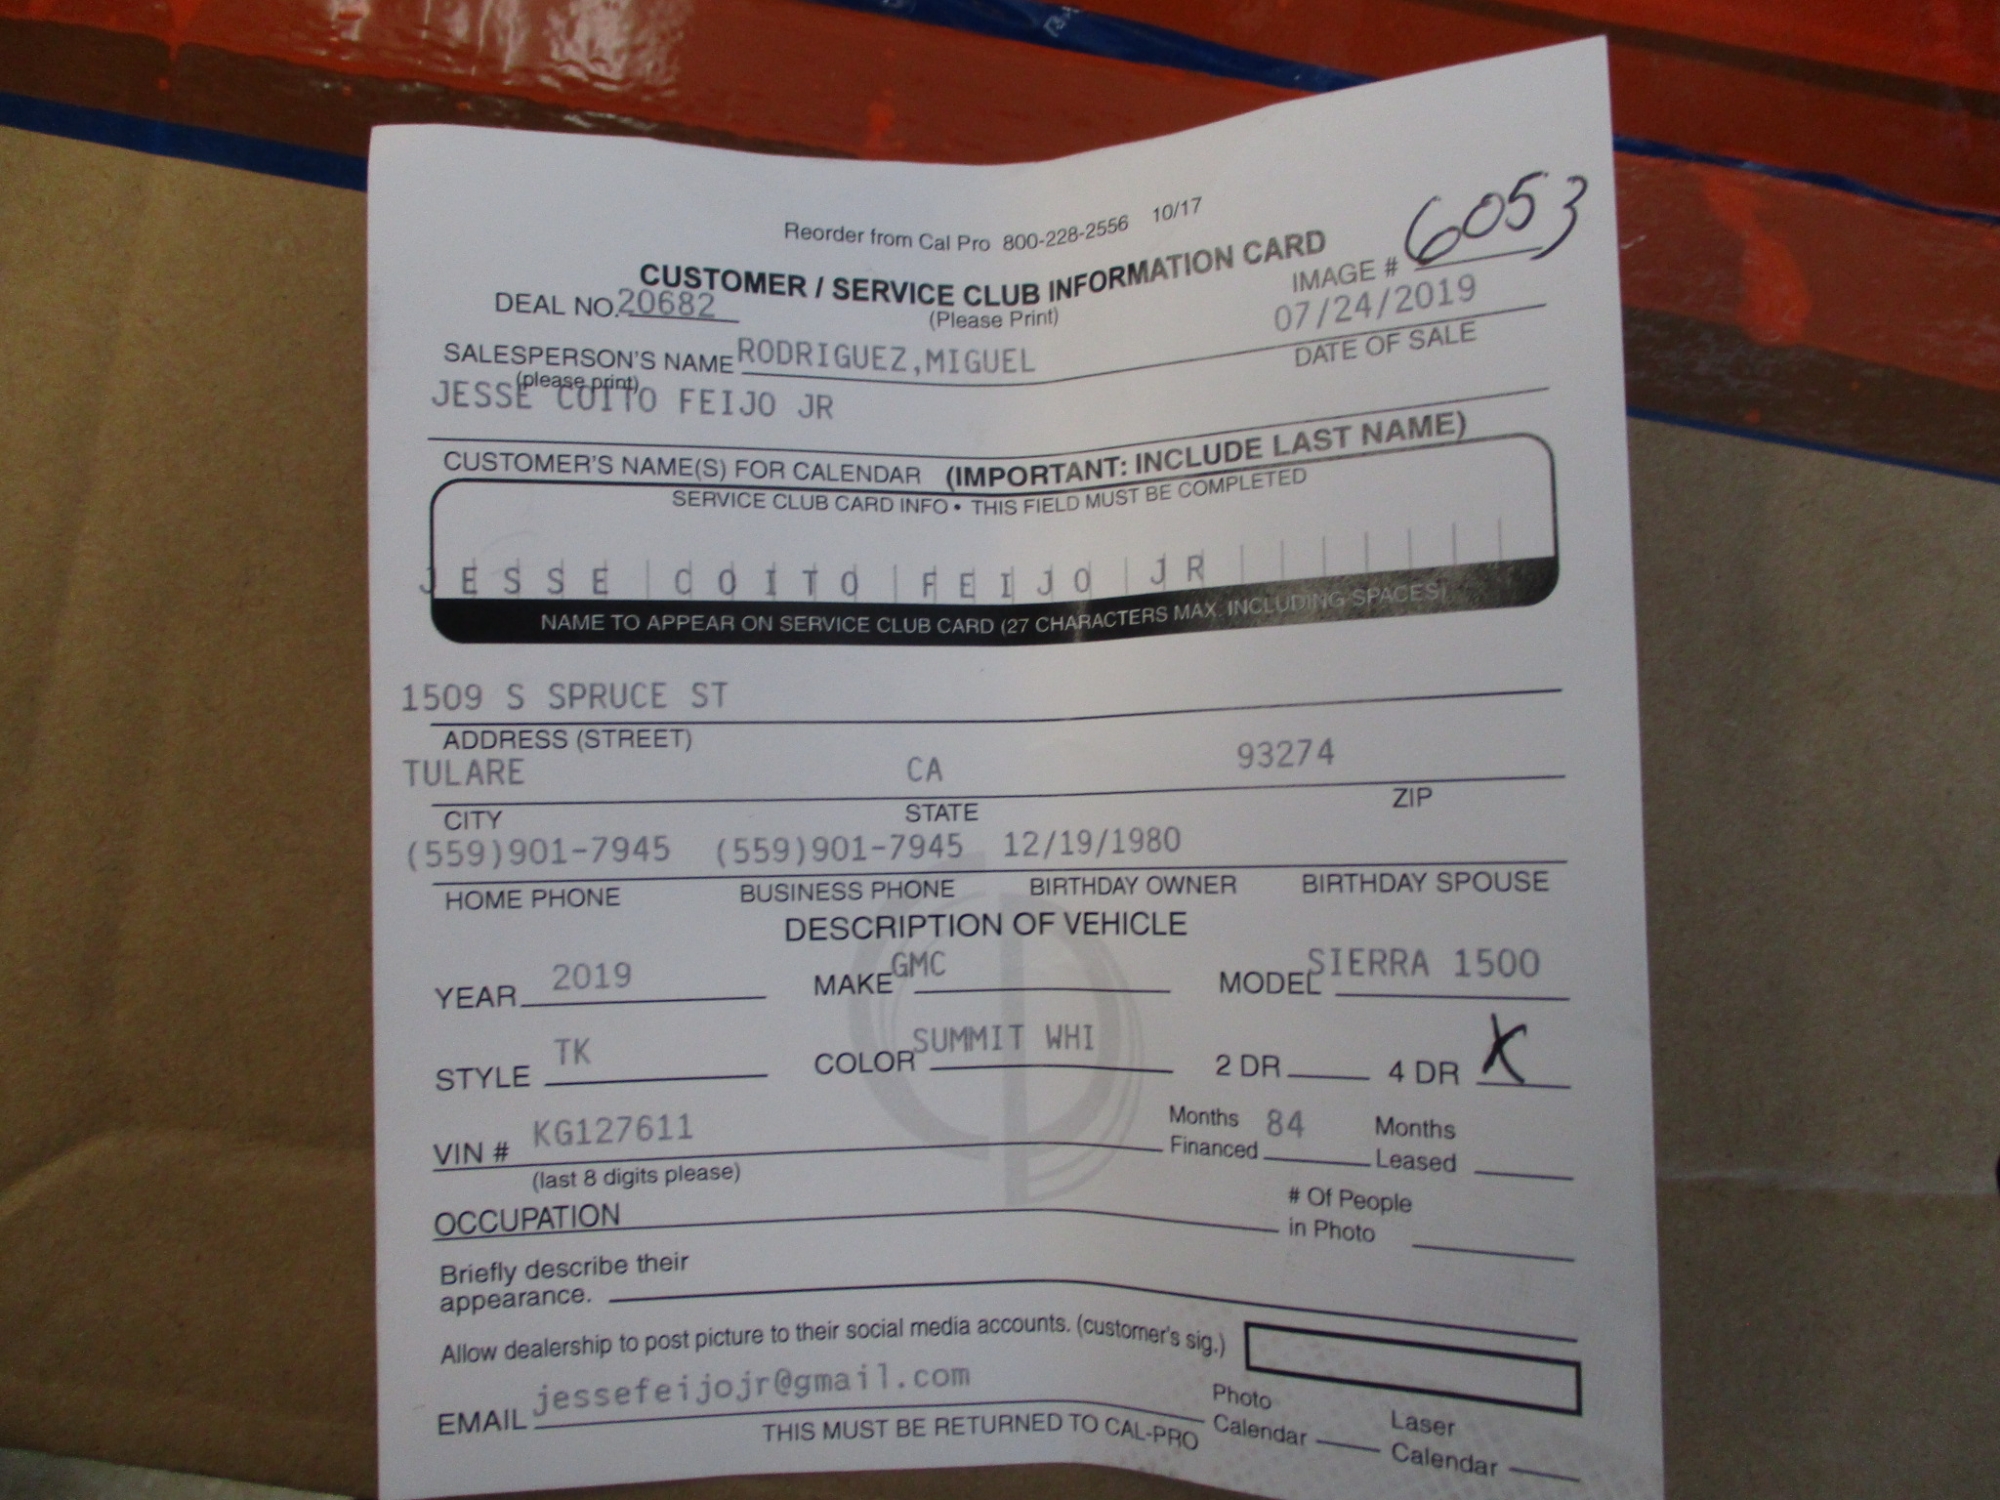 Reorder from Cal Pro 800-228-2556 10/17
CUSTOMER / SERVICE CLUB INFORMATION CARD
(Please Print)
IMAGE # 6053
DEAL NO. 20682
07/24/2019
DATE OF SALE
SALESPERSON'S NAME RODRIGUEZ,MIGUEL
(please print)
JESSE COITO FEIJO JR
CUSTOMER'S NAME(S) FOR CALENDAR (IMPORTANT: INCLUDE LAST NAME)
SERVICE CLUB CARD INFO • THIS FIELD MUST BE COMPLETED
JESSE COITO FEIJO JR
NAME TO APPEAR ON SERVICE CLUB CARD (27 CHARACTERS MAX. INCLUDING SPACES)
1509 S SPRUCE ST
ADDRESS (STREET)
TULARE CA 93274
CITY STATE ZIP
(559)901-7945 (559)901-7945 12/19/1980
HOME PHONE BUSINESS PHONE BIRTHDAY OWNER BIRTHDAY SPOUSE
DESCRIPTION OF VEHICLE
YEAR 2019 MAKE GMC MODEL SIERRA 1500
STYLE TK COLOR SUMMIT WHI 2 DR 4 DR X
VIN # KG127611 Months Financed 84 Months Leased
(last 8 digits please)
OCCUPATION # Of People in Photo
Briefly describe their
appearance.
Allow dealership to post picture to their social media accounts. (customer's sig.)
EMAIL jessefeijojr@gmail.com
THIS MUST BE RETURNED TO CAL-PRO Photo Calendar Laser Calendar